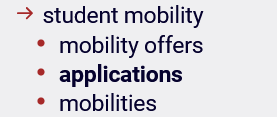 → student mobility
• mobility offers
• applications
• mobilities